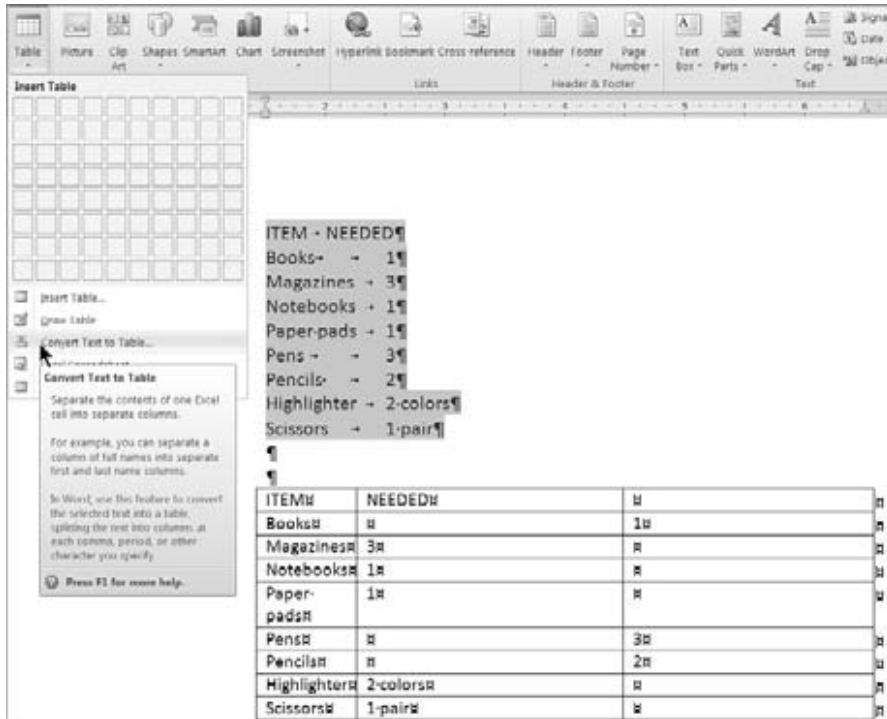 Table Picture Clip Art Shapes SmartArt Chart Screenshot Hyperlink Bookmark Cross-reference Header Footer Page Number Text Box Quick Parts WordArt Drop Cap
Links Header & Footer Text
Insert Table
Insert Table...
Draw Table
Convert Text to Table...
Convert Text to Table
Separate the contents of one Excel
cell into separate columns.
For example, you can separate a
column of full names into separate
first and last name columns.
In Word, use this feature to convert
the selected text into a table,
splitting the text into columns at
each comma, period, or other
character you specify.
Press F1 for more help.
ITEM → NEEDED¶
Books→ → 1¶
Magazines → 3¶
Notebooks → 1¶
Paper·pads → 1¶
Pens → → 3¶
Pencils→ → 2¶
Highlighter → 2·colors¶
Scissors → 1·pair¶
¶
¶
ITEM¤ NEEDED¤ ¤ ¤
Books¤ ¤ 1¤ ¤
Magazines¤ 3¤ ¤ ¤
Notebooks¤ 1¤ ¤ ¤
Paper· 1¤ ¤ ¤
pads¤
Pens¤ ¤ 3¤ ¤
Pencils¤ ¤ 2¤ ¤
Highlighter¤ 2·colors¤ ¤ ¤
Scissors¤ 1·pair¤ ¤ ¤